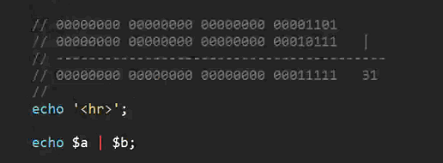 // 00000000 00000000 00000000 00001101
// 00000000 00000000 00000000 00010111 |
// ---------------------------------------
// 00000000 00000000 00000000 00011111 31
//
echo '<hr>';
echo $a | $b;